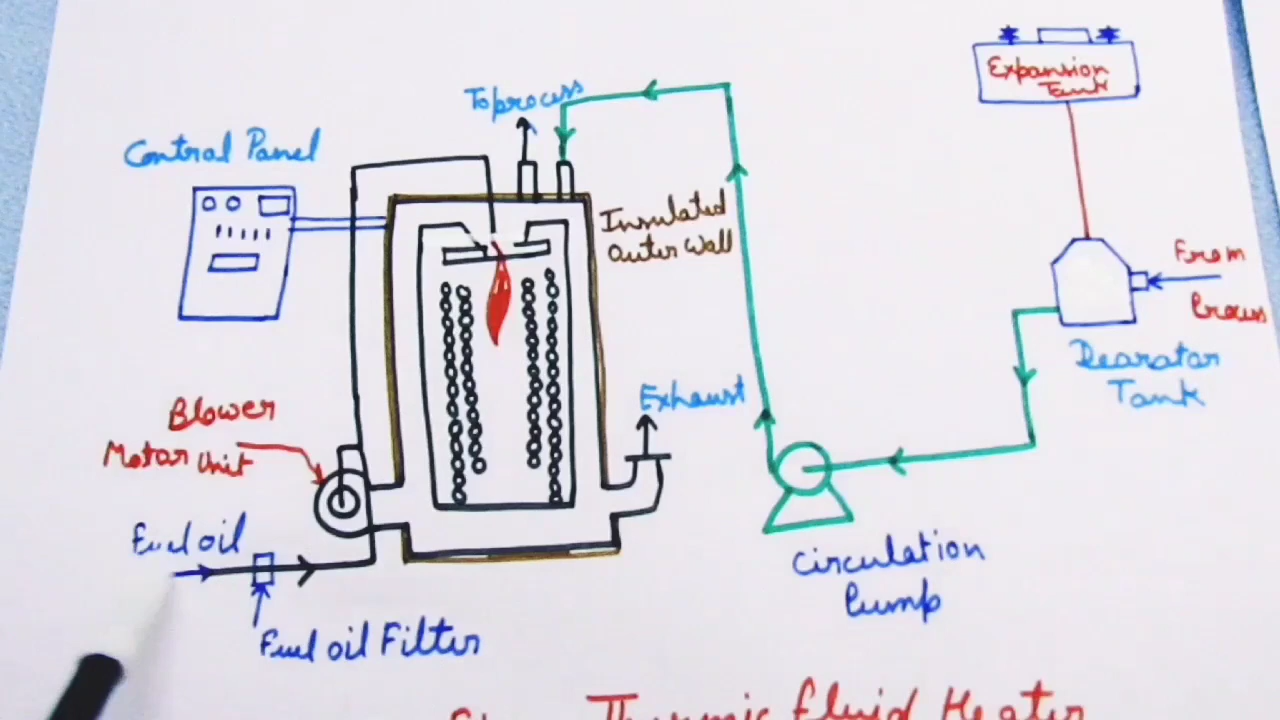 Expansion
Tank
To process
Control Panel
Insulated
Outer Wall
From
Process
Dearator
Tank
Exhaust
Blower
Motor Unit
Fuel oil
Circulation
Pump
Fuel oil Filter
Thermic Fluid Heater